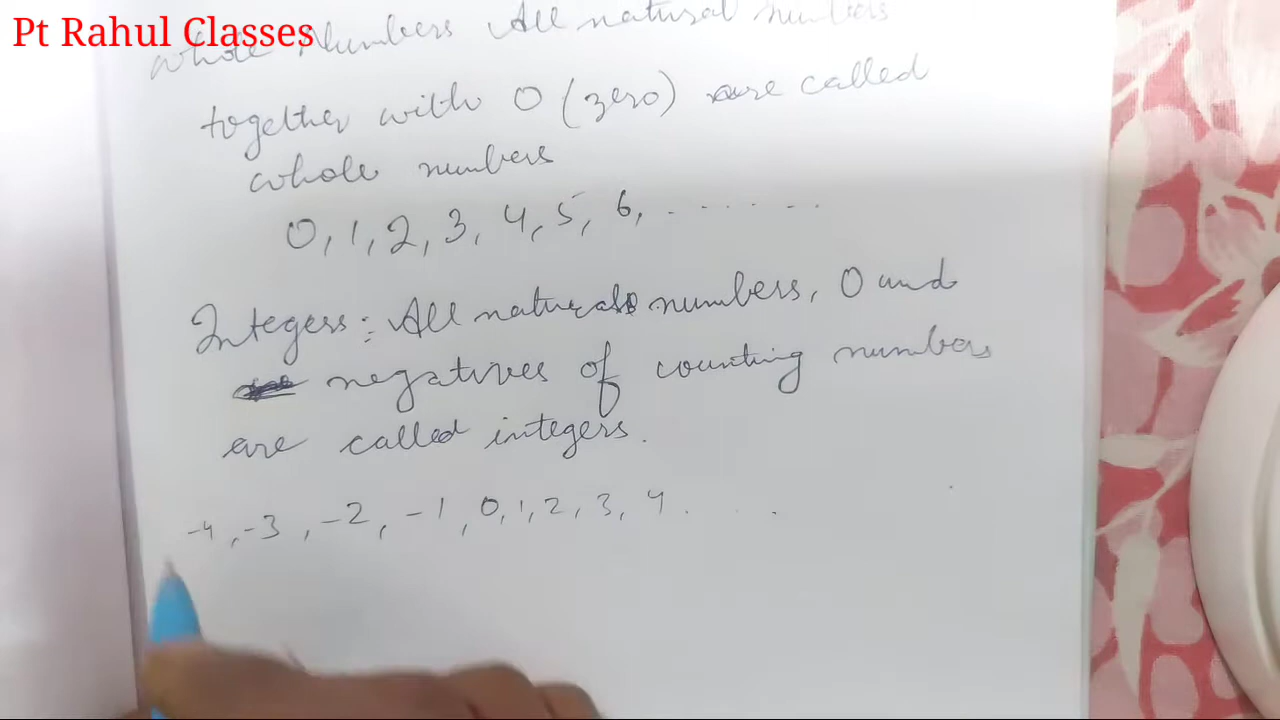 Pt Rahul Classes
whole Numbers All natural numbers
together with 0 (zero) are called
whole numbers
0, 1, 2, 3, 4, 5, 6, . . . . . . .
Integers : All natural numbers, 0 and
negatives of counting numbers
are called integers.
-4, -3, -2, -1, 0, 1, 2, 3, 4 . . .